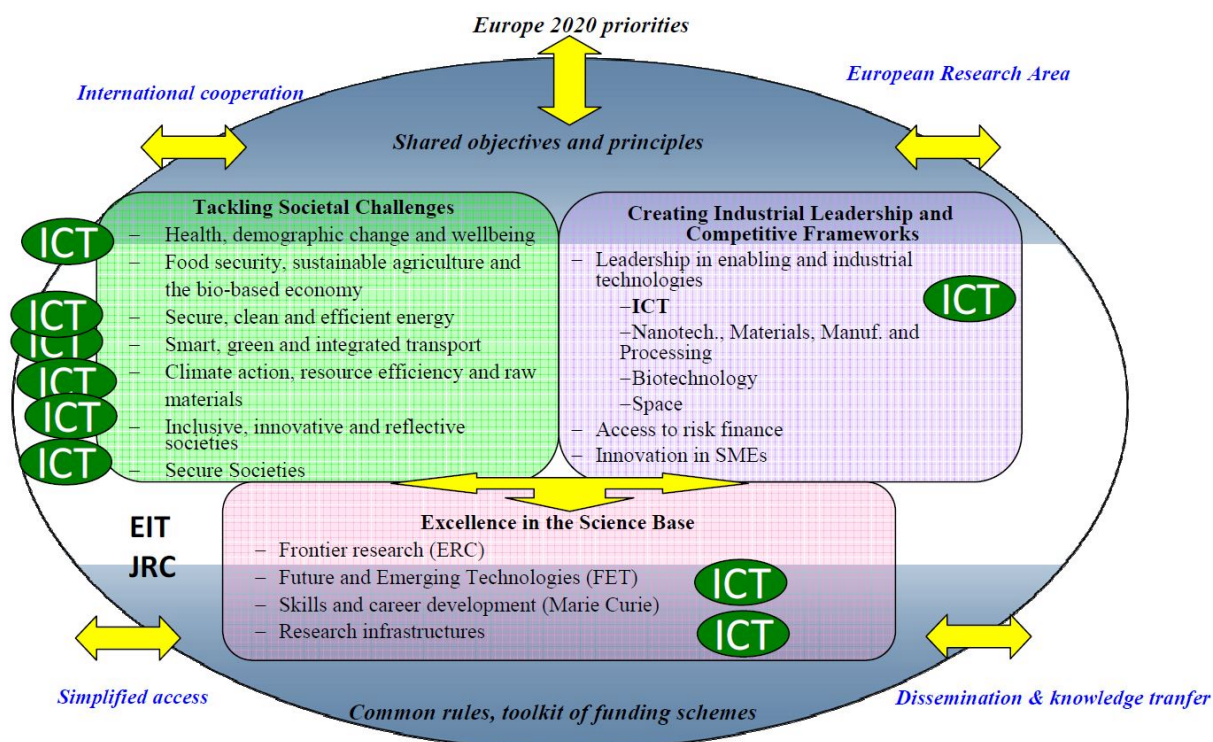 Europe 2020 priorities
International cooperation
European Research Area
Shared objectives and principles
Tackling Societal Challenges
ICT
– Health, demographic change and wellbeing
– Food security, sustainable agriculture and
the bio-based economy
ICT
– Secure, clean and efficient energy
ICT
– Smart, green and integrated transport
ICT
– Climate action, resource efficiency and raw
materials
ICT
– Inclusive, innovative and reflective
societies
ICT
– Secure Societies
Creating Industrial Leadership and
Competitive Frameworks
– Leadership in enabling and industrial
technologies
ICT
–ICT
–Nanotech., Materials, Manuf. and
Processing
–Biotechnology
–Space
– Access to risk finance
– Innovation in SMEs
EIT
JRC
Excellence in the Science Base
– Frontier research (ERC)
– Future and Emerging Technologies (FET)
ICT
– Skills and career development (Marie Curie)
– Research infrastructures
ICT
Simplified access
Common rules, toolkit of funding schemes
Dissemination & knowledge tranfer